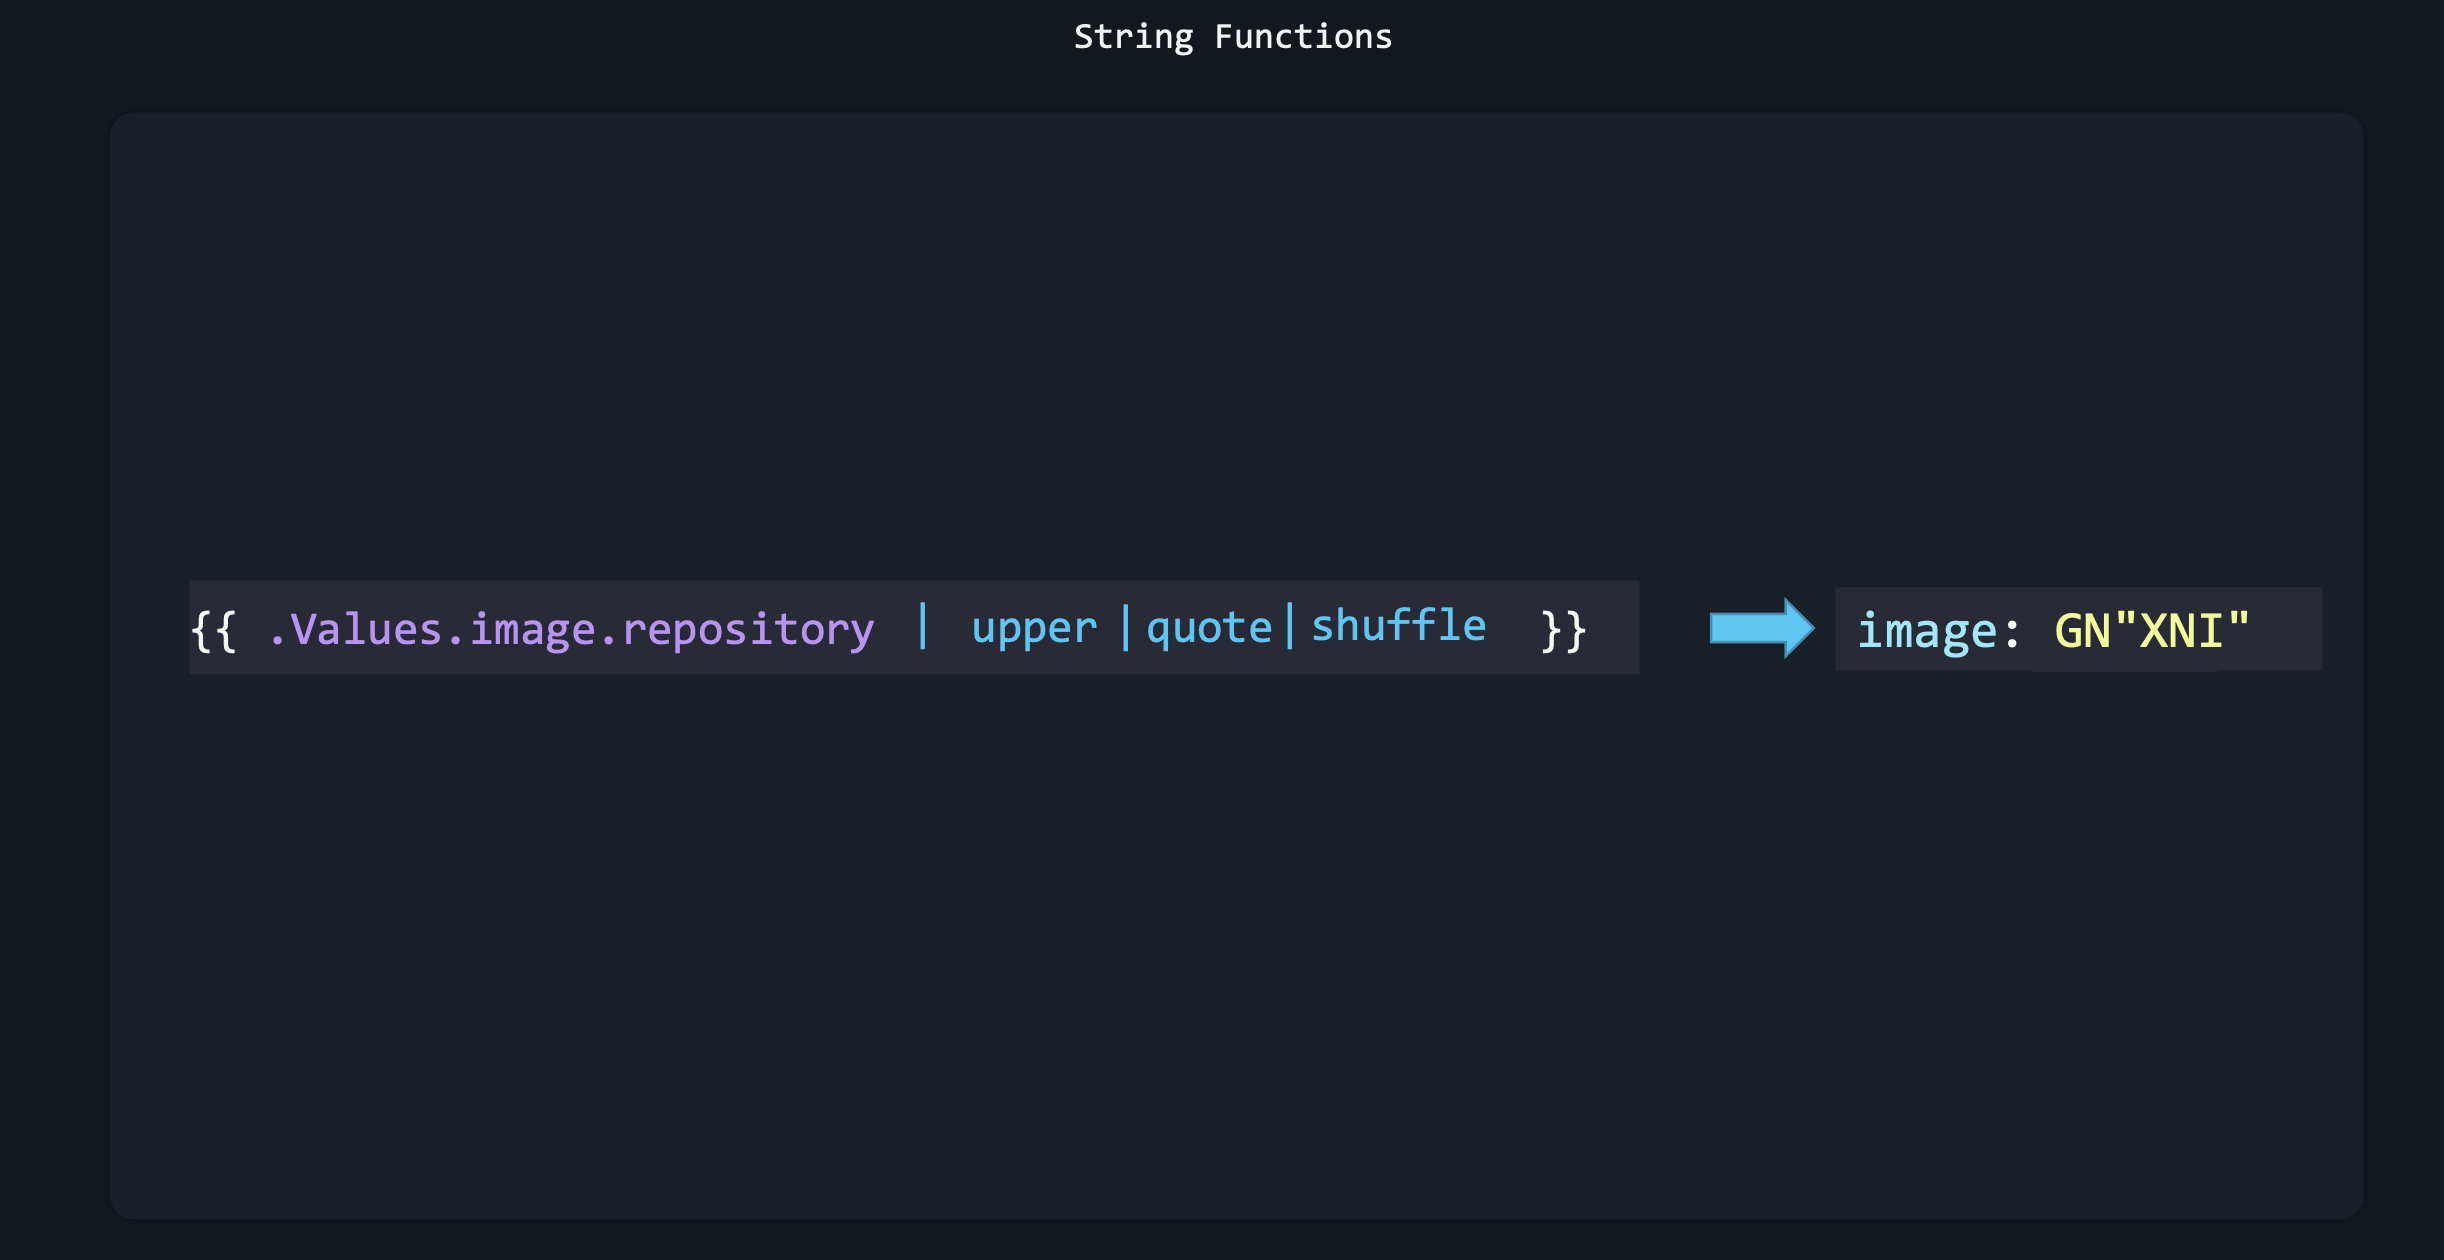 String Functions
{{ .Values.image.repository | upper |quote|shuffle }} image: GN"XNI"